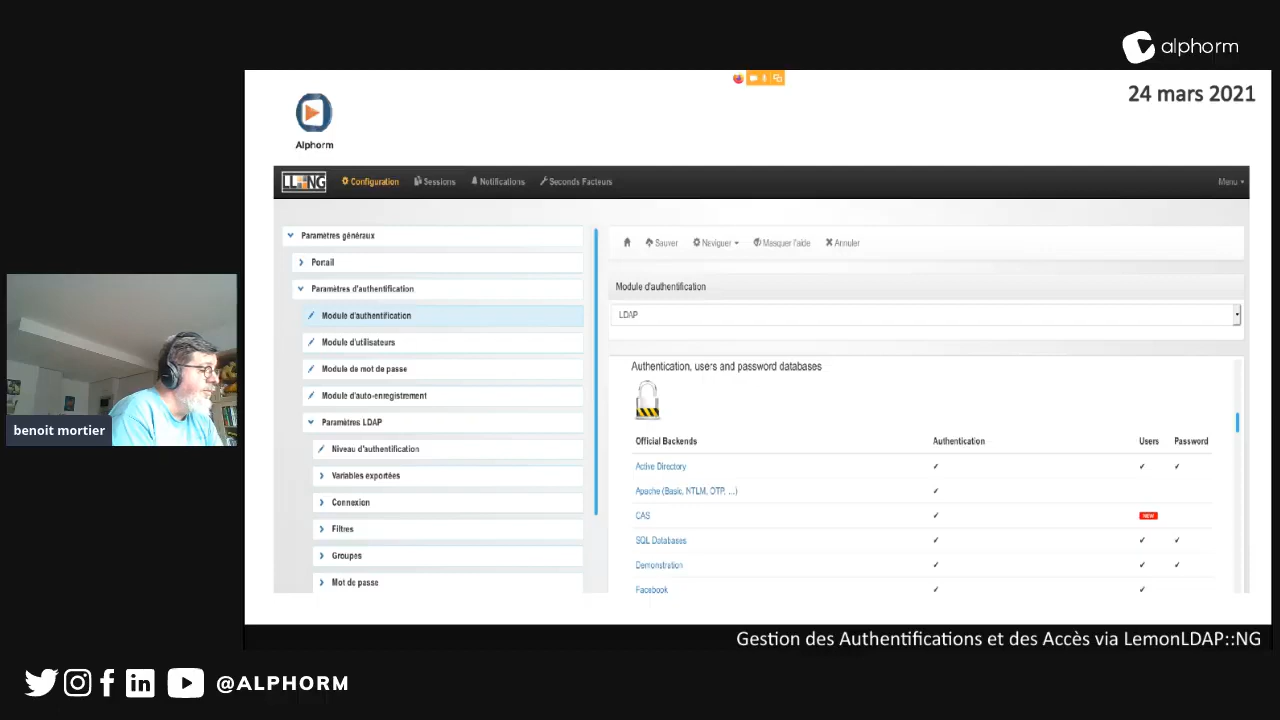 alphorm
24 mars 2021
Alphorm
LL::NG Configuration Sessions Notifications Seconds Facteurs Menu
Paramètres généraux
Portail
Paramètres d'authentification
Module d'authentification
Module d'utilisateurs
Module de mot de passe
Module d'auto-enregistrement
Paramètres LDAP
Niveau d'authentification
Variables exportées
Connexion
Filtres
Groupes
Mot de passe
Sauver Naviguer Masquer l'aide Annuler
Module d'authentification
LDAP
Authentication, users and password databases
Official Backends Authentication Users Password
Active Directory ✓ ✓ ✓
Apache (Basic, NTLM, OTP, ...) ✓
CAS ✓ NEW
SQL Databases ✓ ✓ ✓
Demonstration ✓ ✓ ✓
Facebook ✓ ✓
benoit mortier
Gestion des Authentifications et des Accès via LemonLDAP::NG
@ALPHORM